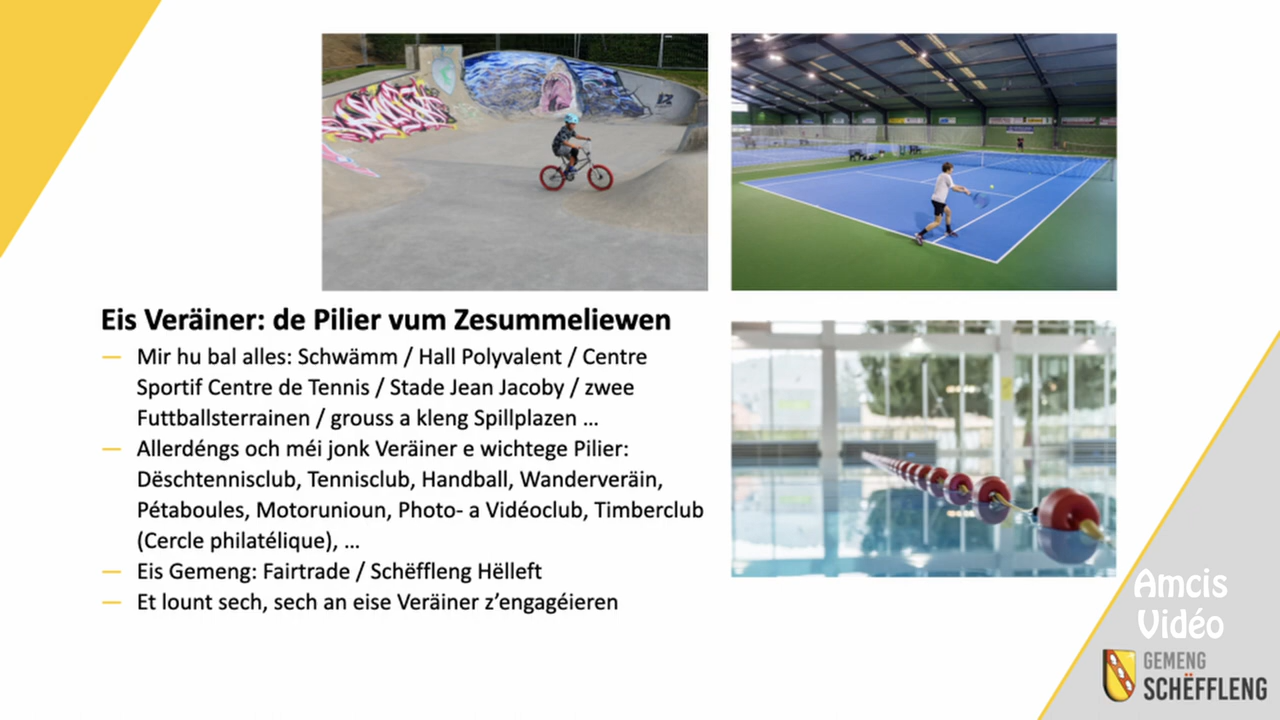 Eis Veräiner: de Pilier vum Zesummeliewen
— Mir hu bal alles: Schwämm / Hall Polyvalent / Centre
Sportif Centre de Tennis / Stade Jean Jacoby / zwee
Futtballsterrainen / grouss a kleng Spillplazen ...
— Allerdéngs och méi jonk Veräiner e wichtege Pilier:
Dëschtennisclub, Tennisclub, Handball, Wanderveräin,
Pétaboules, Motorunioun, Photo- a Vidéoclub, Timberclub
(Cercle philatélique), ...
— Eis Gemeng: Fairtrade / Schëffleng Hëlleft
— Et lount sech, sech an eise Veräiner z’engagéieren
Amcis
Vidéo
GEMENG
SCHËFFLENG